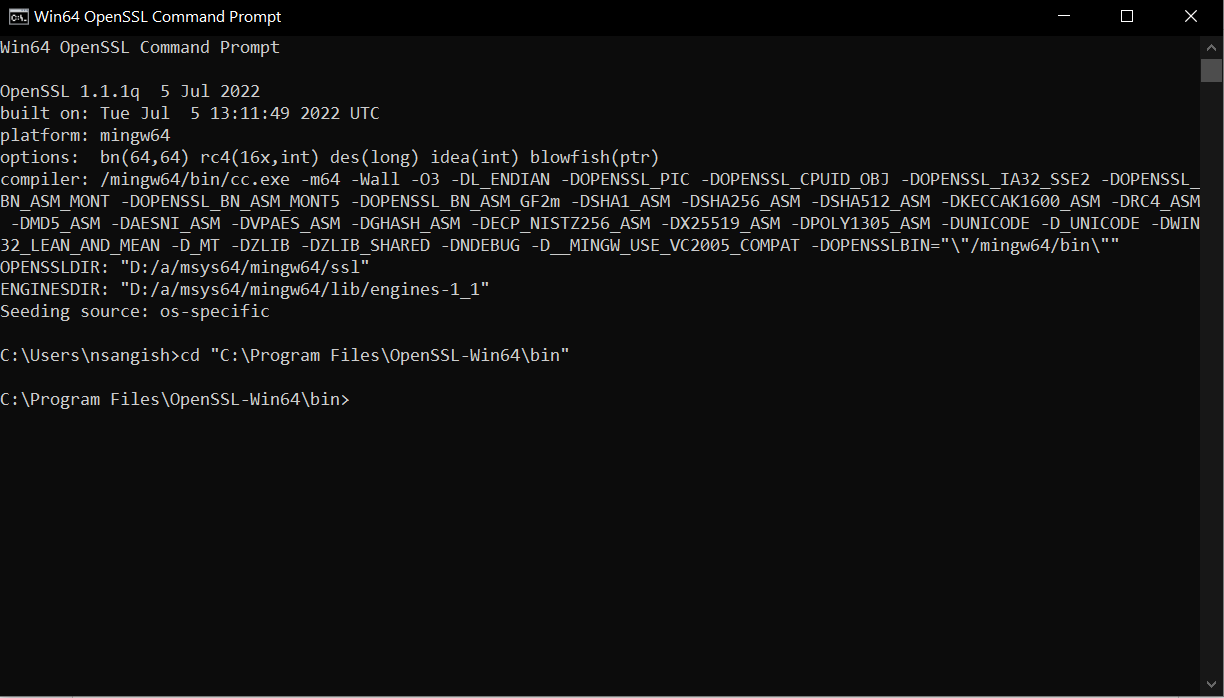 Win64 OpenSSL Command Prompt
Win64 OpenSSL Command Prompt
OpenSSL 1.1.1q  5 Jul 2022
built on: Tue Jul  5 13:11:49 2022 UTC
platform: mingw64
options:  bn(64,64) rc4(16x,int) des(long) idea(int) blowfish(ptr)
compiler: /mingw64/bin/cc.exe -m64 -Wall -O3 -DL_ENDIAN -DOPENSSL_PIC -DOPENSSL_CPUID_OBJ -DOPENSSL_IA32_SSE2 -DOPENSSL_
BN_ASM_MONT -DOPENSSL_BN_ASM_MONT5 -DOPENSSL_BN_ASM_GF2m -DSHA1_ASM -DSHA256_ASM -DSHA512_ASM -DKECCAK1600_ASM -DRC4_ASM
 -DMD5_ASM -DAESNI_ASM -DVPAES_ASM -DGHASH_ASM -DECP_NISTZ256_ASM -DX25519_ASM -DPOLY1305_ASM -DUNICODE -D_UNICODE -DWIN
32_LEAN_AND_MEAN -D_MT -DZLIB -DZLIB_SHARED -DNDEBUG -D__MINGW_USE_VC2005_COMPAT -DOPENSSLBIN="\"/mingw64/bin\""
OPENSSLDIR: "D:/a/msys64/mingw64/ssl"
ENGINESDIR: "D:/a/msys64/mingw64/lib/engines-1_1"
Seeding source: os-specific
C:\Users\nsangish>cd "C:\Program Files\OpenSSL-Win64\bin"
C:\Program Files\OpenSSL-Win64\bin>